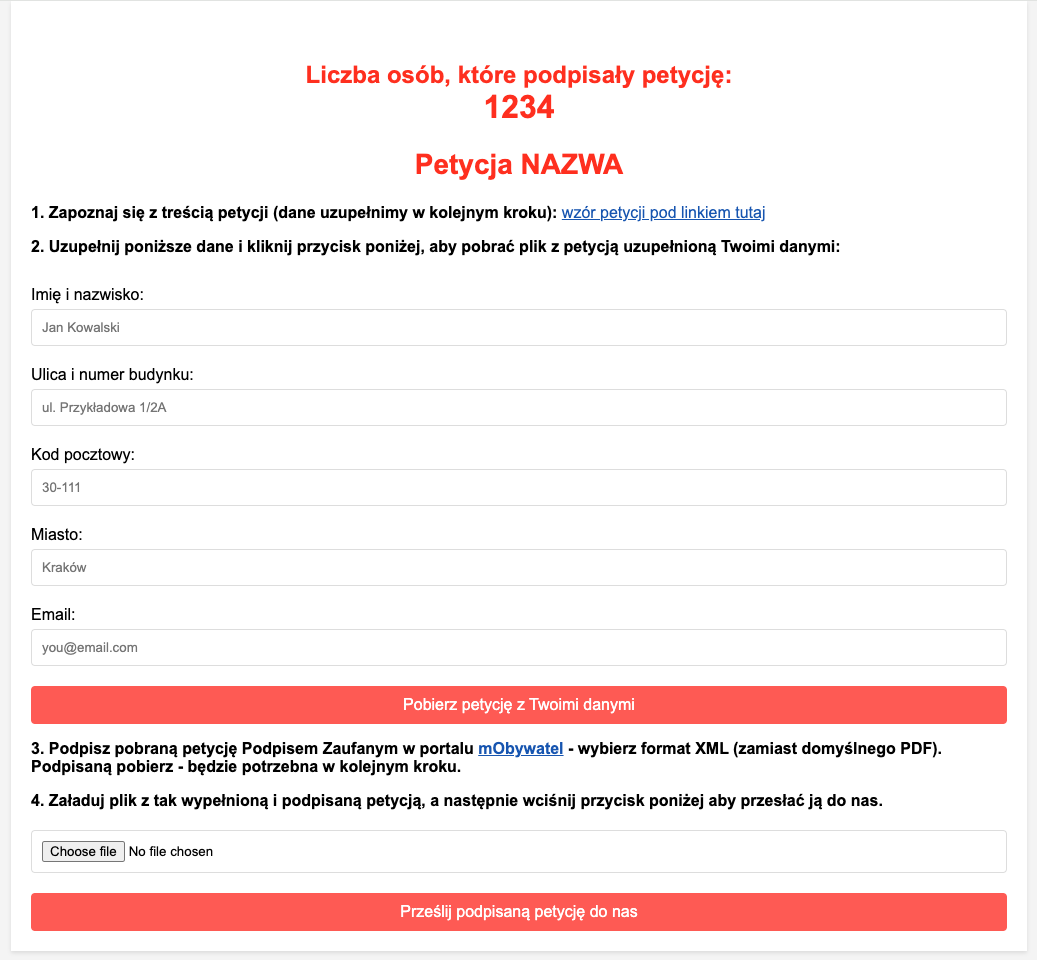 Liczba osób, które podpisały petycję:
1234
Petycja NAZWA
1. Zapoznaj się z treścią petycji (dane uzupełnimy w kolejnym kroku): wzór petycji pod linkiem tutaj
2. Uzupełnij poniższe dane i kliknij przycisk poniżej, aby pobrać plik z petycją uzupełnioną Twoimi danymi:
Imię i nazwisko:
Jan Kowalski
Ulica i numer budynku:
ul. Przykładowa 1/2A
Kod pocztowy:
30-111
Miasto:
Kraków
Email:
you@email.com
Pobierz petycję z Twoimi danymi
3. Podpisz pobraną petycję Podpisem Zaufanym w portalu mObywatel - wybierz format XML (zamiast domyślnego PDF).
Podpisaną pobierz - będzie potrzebna w kolejnym kroku.
4. Załaduj plik z tak wypełnioną i podpisaną petycją, a następnie wciśnij przycisk poniżej aby przesłać ją do nas.
Choose file No file chosen
Prześlij podpisaną petycję do nas